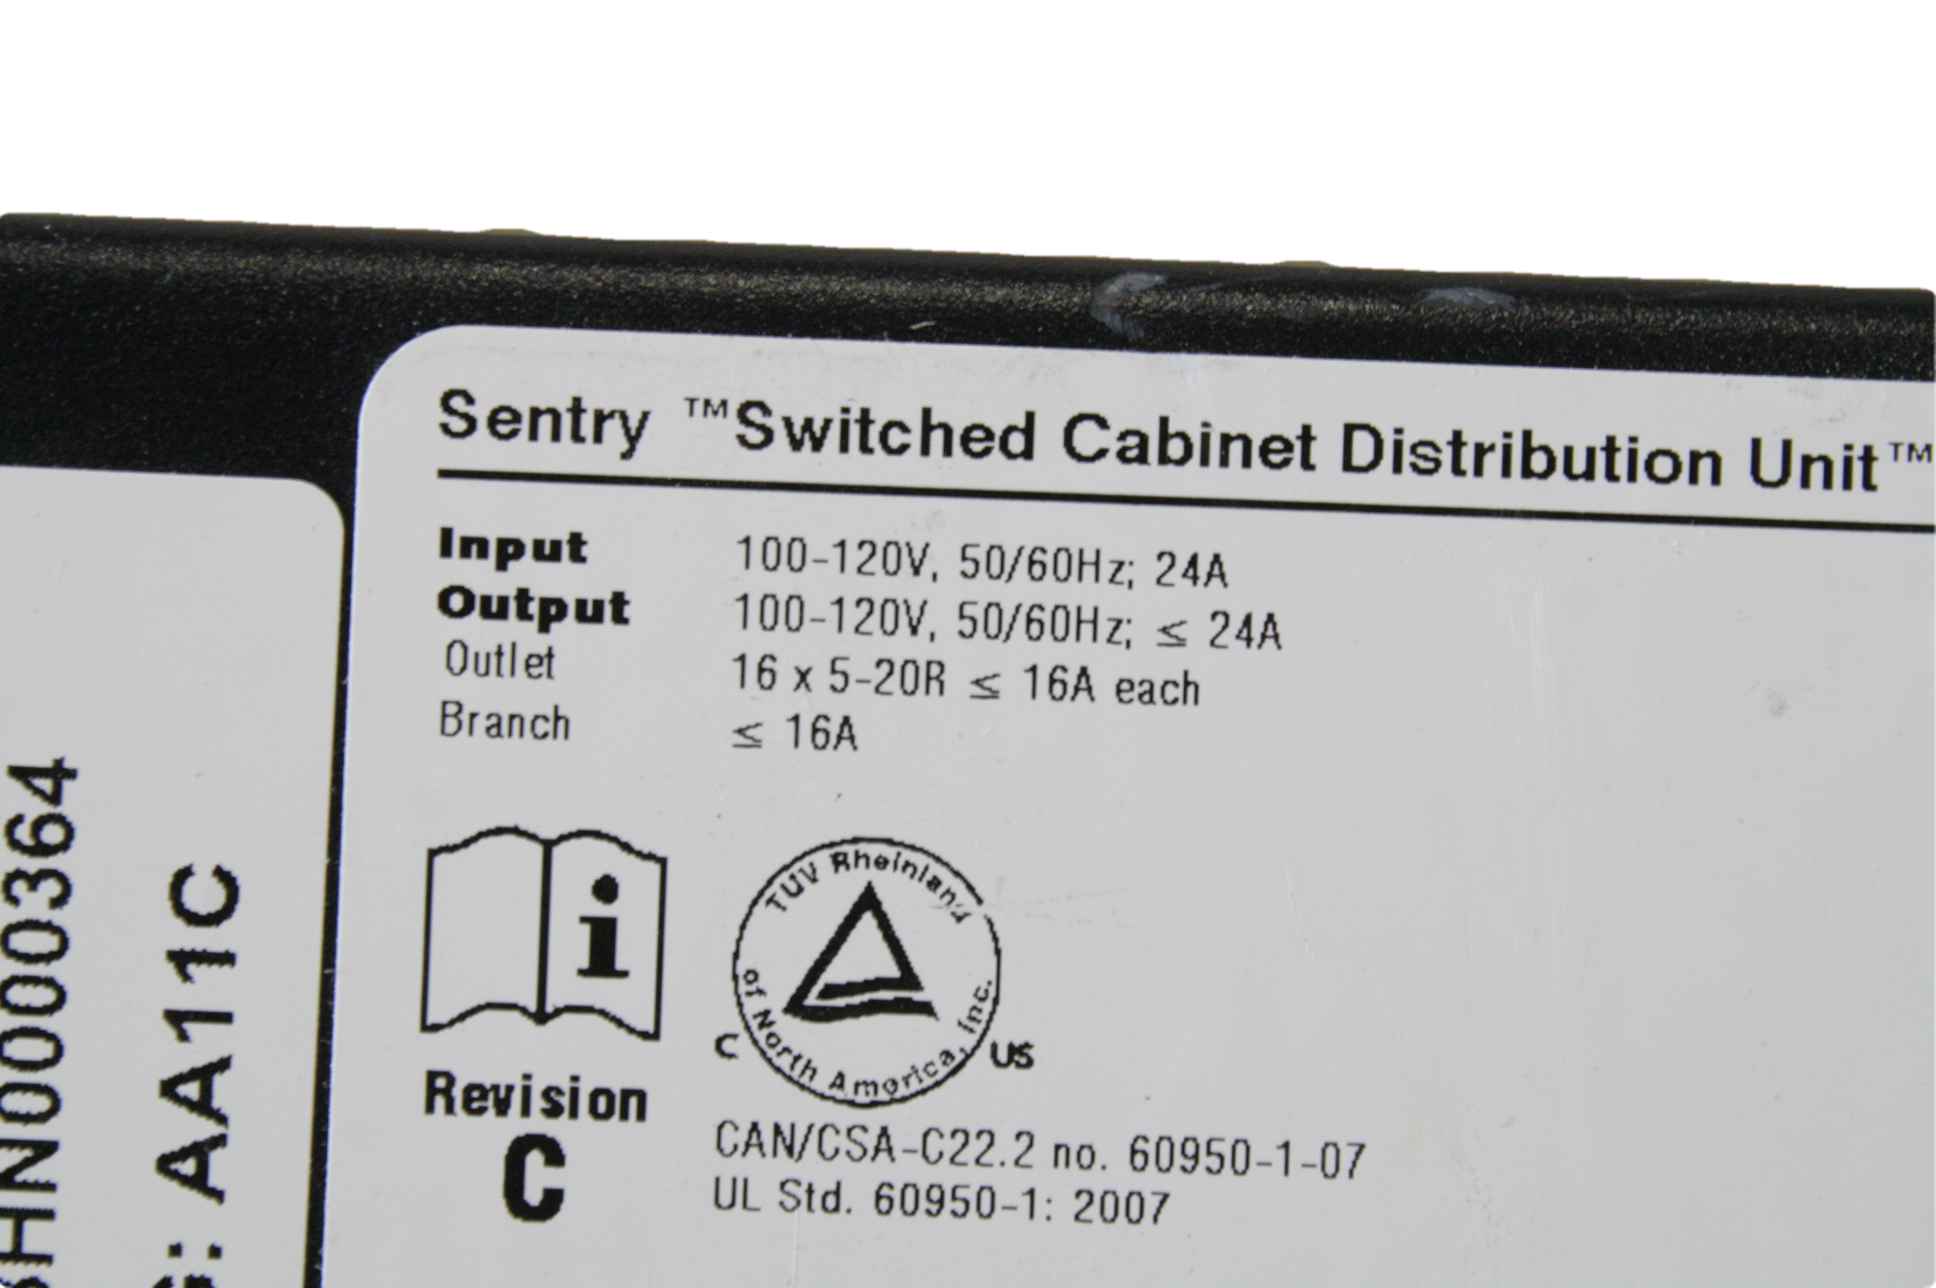 Sentry ™Switched Cabinet Distribution Unit™
Input 100-120V, 50/60Hz; 24A
Output 100-120V, 50/60Hz; ≤ 24A
Outlet 16 x 5-20R ≤ 16A each
Branch ≤ 16A
i
TUV Rheinland
of North America, Inc.
C US
Revision
C
CAN/CSA-C22.2 no. 60950-1-07
UL Std. 60950-1: 2007
HN0000364
: AA11C